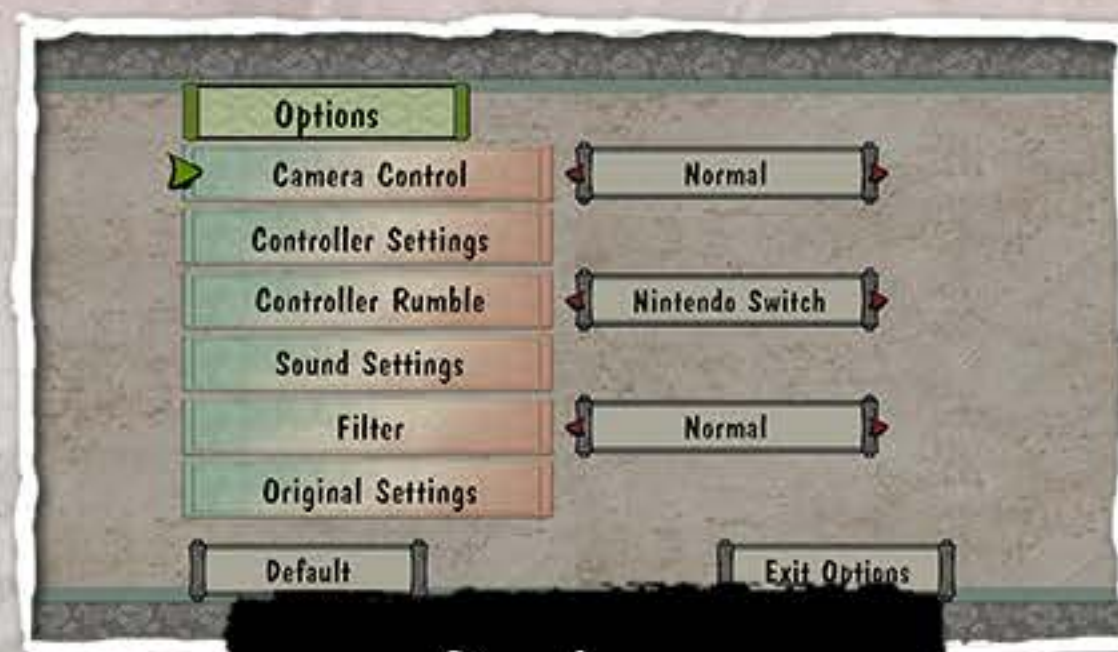 Options
Camera Control Normal
Controller Settings
Controller Rumble Nintendo Switch
Sound Settings
Filter Normal
Original Settings
Default Exit Options